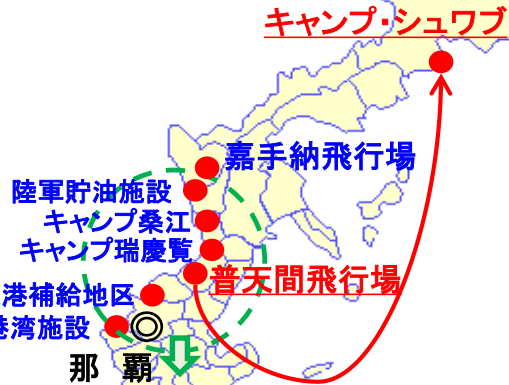 キャンプ・シュワブ
嘉手納飛行場
陸軍貯油施設
キャンプ桑江
キャンプ瑞慶覧
普天間飛行場
港補給地区
港湾施設
那覇